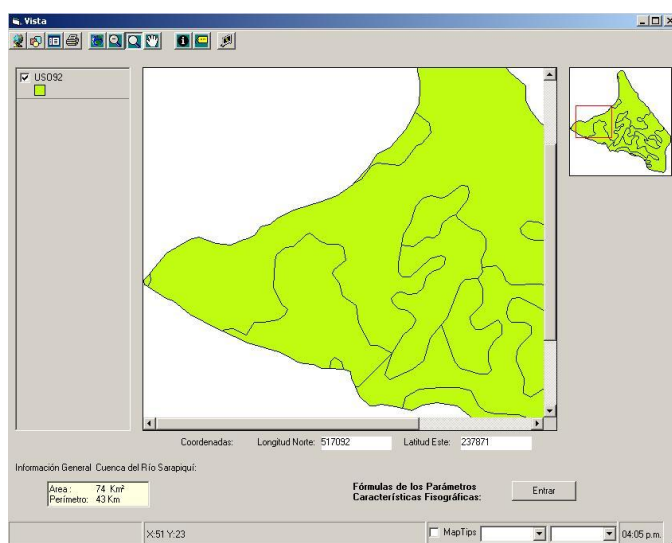 Vista
USO92
Coordenadas: Longitud Norte: 517092 Latitud Este: 237871
Información General Cuenca del Río Sarapiquí:
Area : 74 Km²
Perímetro: 43 Km
Fórmulas de los Parámetros
Características Fisográficas:
Entrar
X:51 Y:23
MapTips
04:05 p.m.